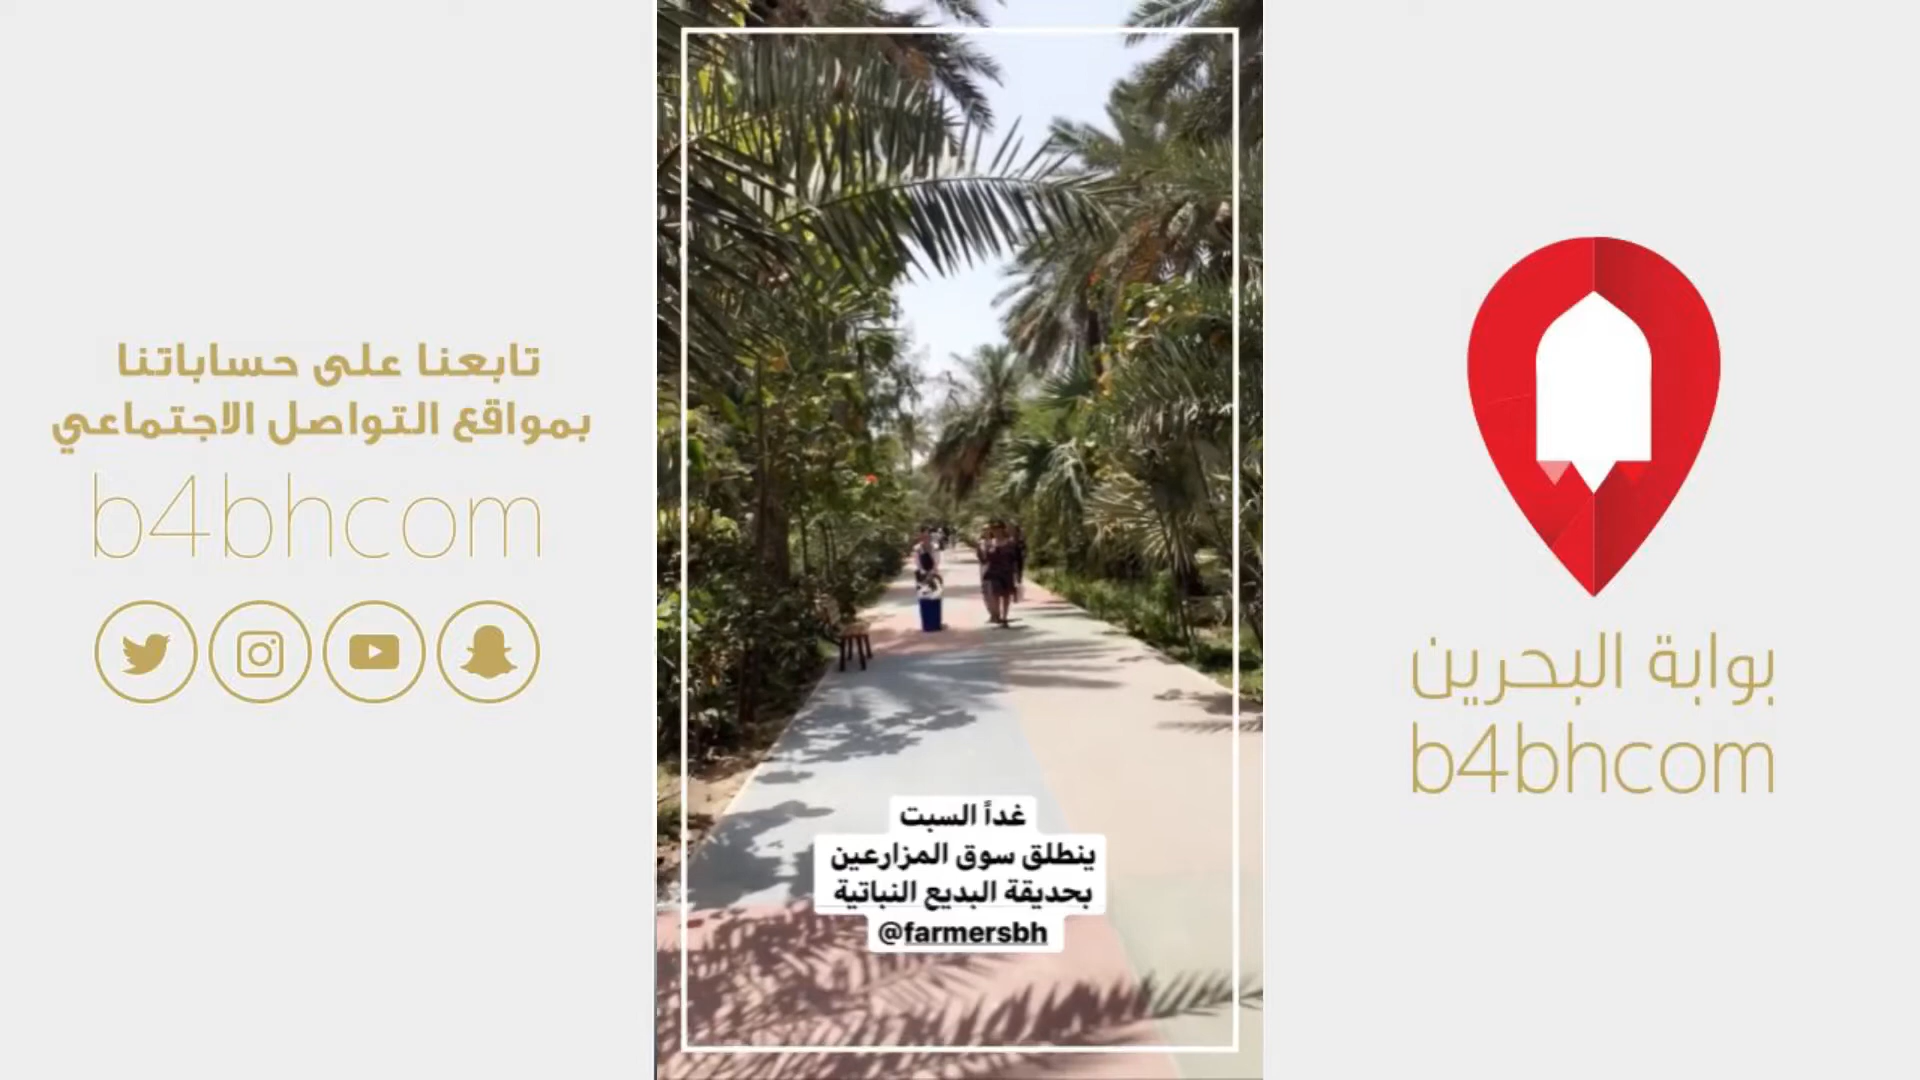 تابعنا على حساباتنا
بمواقع التواصل الاجتماعي
b4bhcom
غداً السبت
ينطلق سوق المزارعين
بحديقة البديع النباتية
@farmersbh
بوابة البحرين
b4bhcom